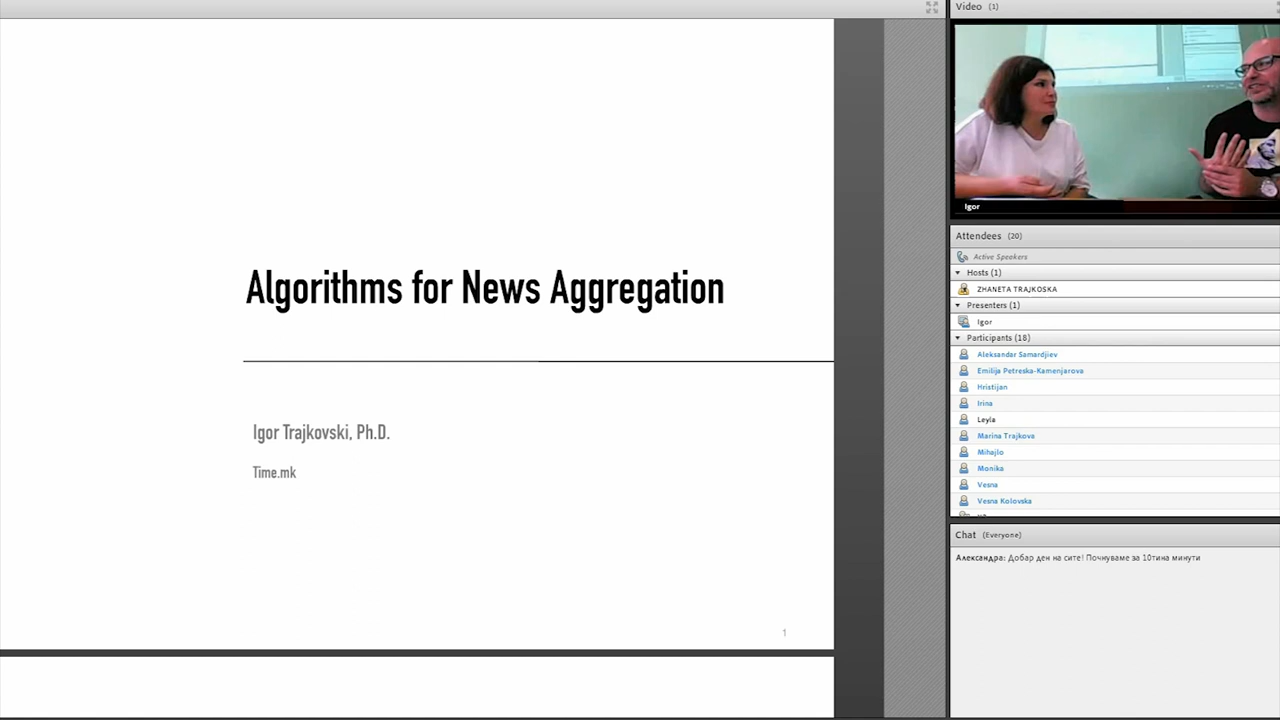 Algorithms for News Aggregation
Igor Trajkovski, Ph.D.
Time.mk
1
Video (1)
Igor
Attendees (20)
Active Speakers
Hosts (1)
ZHANETA TRAJKOSKA
Presenters (1)
Igor
Participants (18)
Aleksandar Samardjiev
Emilija Petreska-Kamenjarova
Hristijan
Irina
Leyla
Marina Trajkova
Mihajlo
Monika
Vesna
Vesna Kolovska
Chat (Everyone)
Александра: Добар ден на сите! Почнуваме за 10тина минути